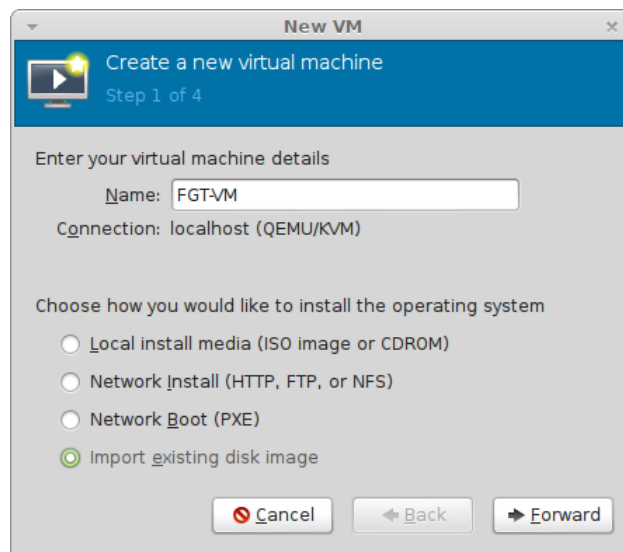 New VM
Create a new virtual machine
Step 1 of 4
Enter your virtual machine details
Name: FGT-VM
Connection: localhost (QEMU/KVM)
Choose how you would like to install the operating system
Local install media (ISO image or CDROM)
Network Install (HTTP, FTP, or NFS)
Network Boot (PXE)
Import existing disk image
Cancel Back Forward